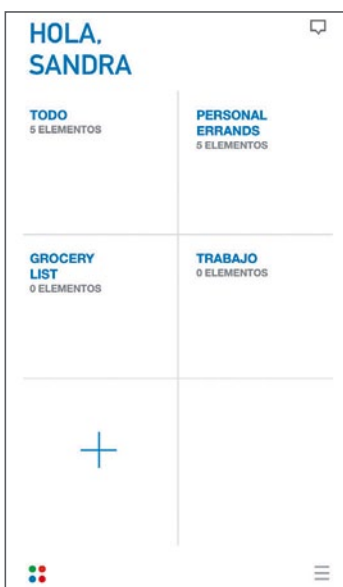 HOLA,
SANDRA
TODO
5 ELEMENTOS
PERSONAL
ERRANDS
5 ELEMENTOS
GROCERY
LIST
0 ELEMENTOS
TRABAJO
0 ELEMENTOS